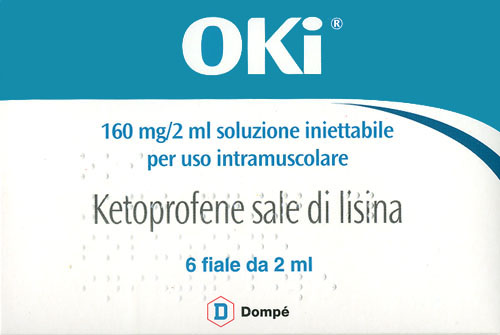 OKi®
160 mg/2 ml soluzione iniettabile
per uso intramuscolare
Ketoprofene sale di lisina
6 fiale da 2 ml
D Dompé